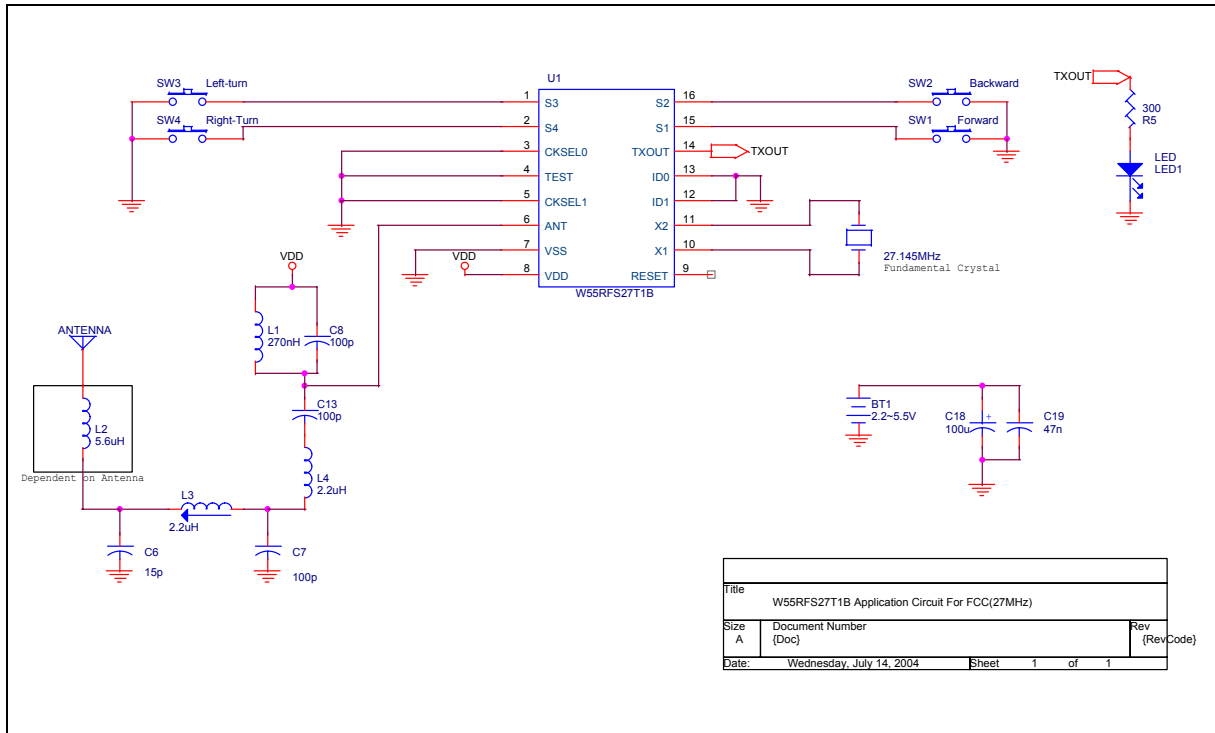 U1
SW3 Left-turn
SW4 Right-Turn
1 S3
2 S4
3 CKSEL0
4 TEST
5 CKSEL1
6 ANT
7 VSS
8 VDD
S2 16
S1 15
TXOUT 14
ID0 13
ID1 12
X2 11
X1 10
RESET 9
W55RFS27T1B
SW2 Backward
SW1 Forward
TXOUT
TXOUT
300
R5
LED
LED1
27.145MHz
Fundamental Crystal
VDD
VDD
L1
270nH
C8
100p
ANTENNA
L2
5.6uH
Dependent on Antenna
C13
100p
L4
2.2uH
L3
2.2uH
C6
15p
C7
100p
BT1
2.2~5.5V
C18
100u
+
C19
47n
Title
W55RFS27T1B Application Circuit For FCC(27MHz)
Size
A
Document Number
{Doc}
Rev
{RevCode}
Date: Wednesday, July 14, 2004 Sheet 1 of 1